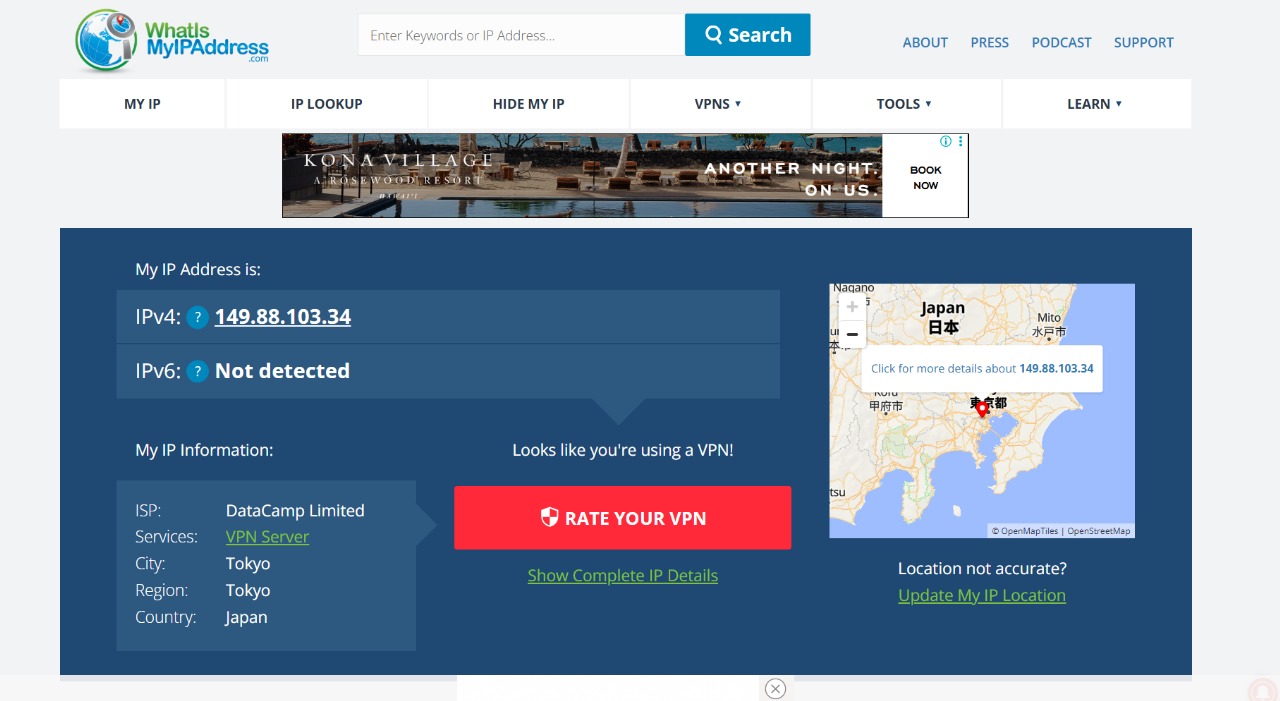 WhatIs
MyIPAddress
.com
Enter Keywords or IP Address...
Search
ABOUT PRESS PODCAST SUPPORT
MY IP IP LOOKUP HIDE MY IP VPNS ▼ TOOLS ▼ LEARN ▼
KONA VILLAGE
A ROSEWOOD RESORT
HAWAI'I
ANOTHER NIGHT.
ON US.
BOOK
NOW
My IP Address is:
IPv4: ? 149.88.103.34
IPv6: ? Not detected
My IP Information:
ISP: DataCamp Limited
Services: VPN Server
City: Tokyo
Region: Tokyo
Country: Japan
Looks like you're using a VPN!
RATE YOUR VPN
Show Complete IP Details
Nagano
+
−
Japan
日本
Mito
水戸市
Click for more details about 149.88.103.34
甲府市
東京都
tsu
© OpenMapTiles | OpenStreetMap
Location not accurate?
Update My IP Location